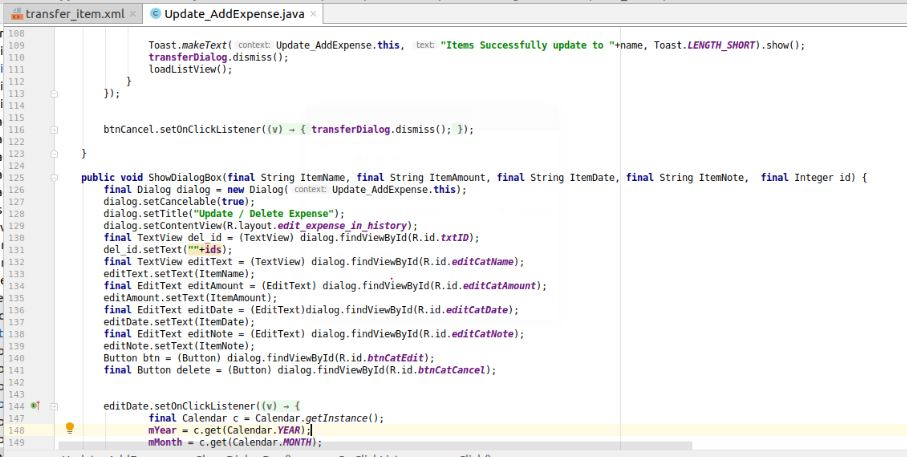 transfer_item.xml × Update_AddExpense.java ×
108
109 Toast.makeText( context: Update_AddExpense.this, text: "Items Successfully update to "+name, Toast.LENGTH_SHORT).show();
110 transferDialog.dismiss();
111 loadListView();
112 }
113 });
114
115
116 btnCancel.setOnClickListener((v) → { transferDialog.dismiss(); });
122
123 }
124
125 public void ShowDialogBox(final String ItemName, final String ItemAmount, final String ItemDate, final String ItemNote, final Integer id) {
126 final Dialog dialog = new Dialog( context: Update_AddExpense.this);
127 dialog.setCancelable(true);
128 dialog.setTitle("Update / Delete Expense");
129 dialog.setContentView(R.layout.edit_expense_in_history);
130 final TextView del_id = (TextView) dialog.findViewById(R.id.txtID);
131 del_id.setText(""+ids);
132 final TextView editText = (TextView) dialog.findViewById(R.id.editCatName);
133 editText.setText(ItemName);
134 final EditText editAmount = (EditText) dialog.findViewById(R.id.editCatAmount);
135 editAmount.setText(ItemAmount);
136 final EditText editDate = (EditText)dialog.findViewById(R.id.editCatDate);
137 editDate.setText(ItemDate);
138 final EditText editNote = (EditText) dialog.findViewById(R.id.editCatNote);
139 editNote.setText(ItemNote);
140 Button btn = (Button) dialog.findViewById(R.id.btnCatEdit);
141 final Button delete = (Button) dialog.findViewById(R.id.btnCatCancel);
142
143
144 editDate.setOnClickListener((v) → {
147 final Calendar c = Calendar.getInstance();
148 mYear = c.get(Calendar.YEAR);
149 mMonth = c.get(Calendar.MONTH);